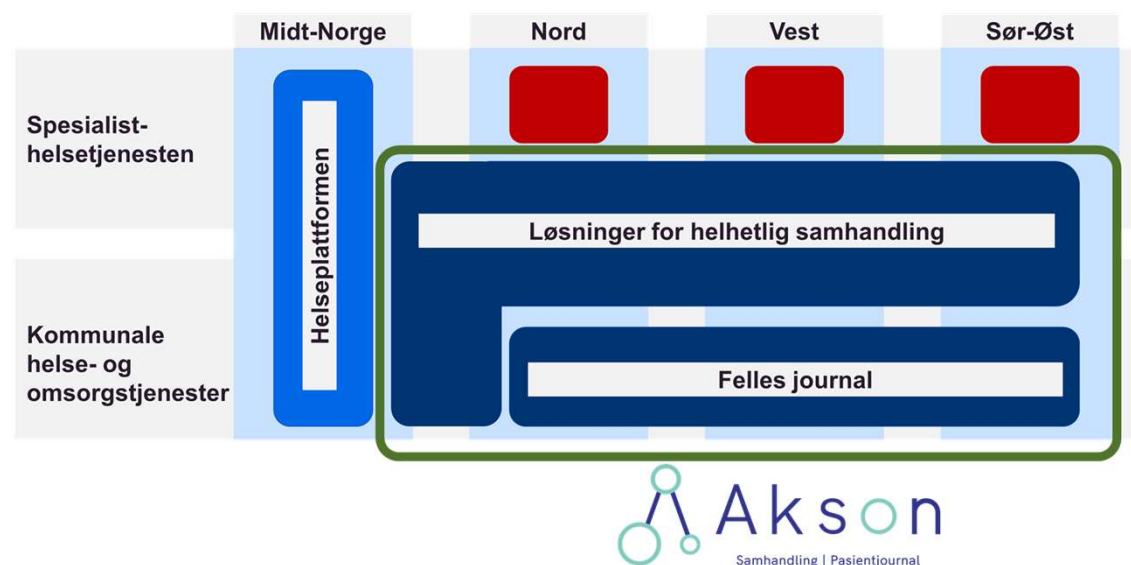 Midt-Norge
Nord
Vest
Sør-Øst
Spesialist-
helsetjenesten
Helseplattformen
Løsninger for helhetlig samhandling
Kommunale
helse- og
omsorgstjenester
Felles journal
Akson
Samhandling | Pasientjournal